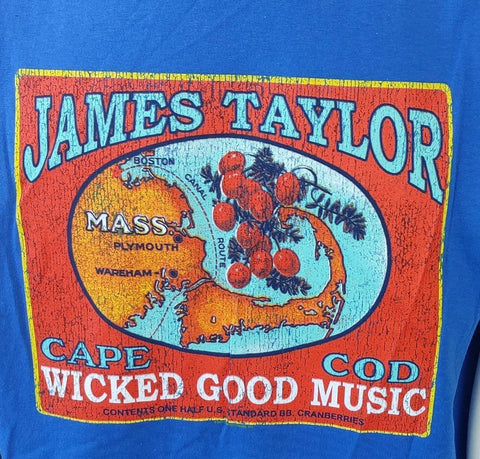 JAMES TAYLOR
BOSTON
CANAL
MASS.
PLYMOUTH
ROUTE
WAREHAM
CAPE COD
WICKED GOOD MUSIC
CONTENTS ONE HALF U.S. STANDARD BB. CRANBERRIES